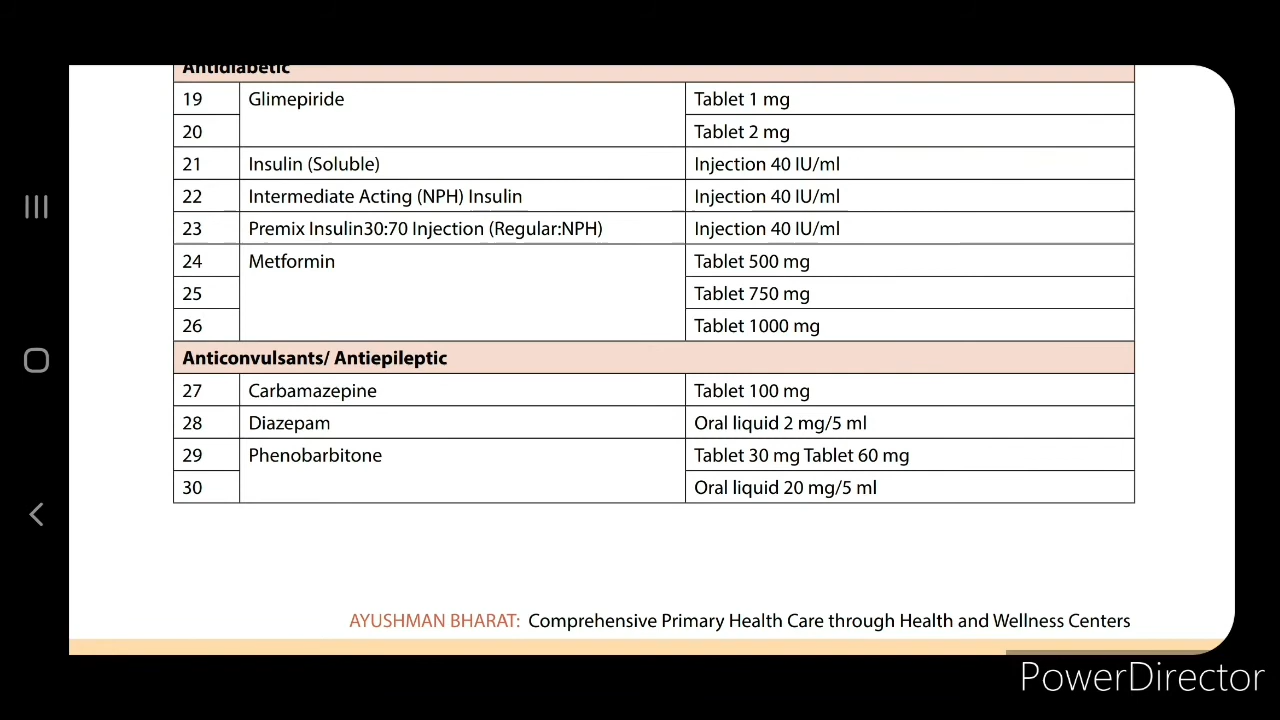 Antidiabetic
19 Glimepiride Tablet 1 mg
20 Tablet 2 mg
21 Insulin (Soluble) Injection 40 IU/ml
22 Intermediate Acting (NPH) Insulin Injection 40 IU/ml
23 Premix Insulin30:70 Injection (Regular:NPH) Injection 40 IU/ml
24 Metformin Tablet 500 mg
25 Tablet 750 mg
26 Tablet 1000 mg
Anticonvulsants/ Antiepileptic
27 Carbamazepine Tablet 100 mg
28 Diazepam Oral liquid 2 mg/5 ml
29 Phenobarbitone Tablet 30 mg Tablet 60 mg
30 Oral liquid 20 mg/5 ml
AYUSHMAN BHARAT: Comprehensive Primary Health Care through Health and Wellness Centers
PowerDirector